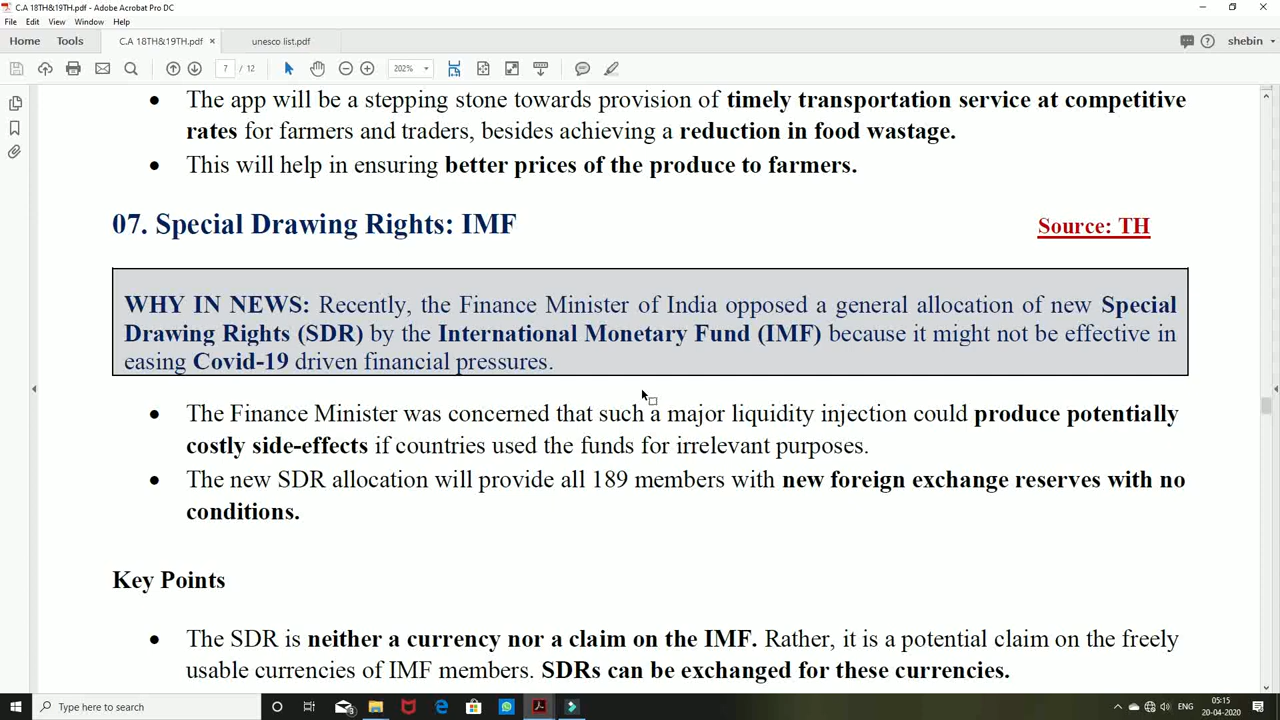 C.A 18TH&19TH.pdf - Adobe Acrobat Pro DC
File Edit View Window Help
Home Tools C.A 18TH&19TH.pdf × unesco list.pdf shebin
7 / 12 202%
• The app will be a stepping stone towards provision of timely transportation service at competitive
rates for farmers and traders, besides achieving a reduction in food wastage.
• This will help in ensuring better prices of the produce to farmers.
07. Special Drawing Rights: IMF Source: TH
WHY IN NEWS: Recently, the Finance Minister of India opposed a general allocation of new Special
Drawing Rights (SDR) by the International Monetary Fund (IMF) because it might not be effective in
easing Covid-19 driven financial pressures.
• The Finance Minister was concerned that such a major liquidity injection could produce potentially
costly side-effects if countries used the funds for irrelevant purposes.
• The new SDR allocation will provide all 189 members with new foreign exchange reserves with no
conditions.
Key Points
• The SDR is neither a currency nor a claim on the IMF. Rather, it is a potential claim on the freely
usable currencies of IMF members. SDRs can be exchanged for these currencies.
Type here to search ENG 05:15
20-04-2020